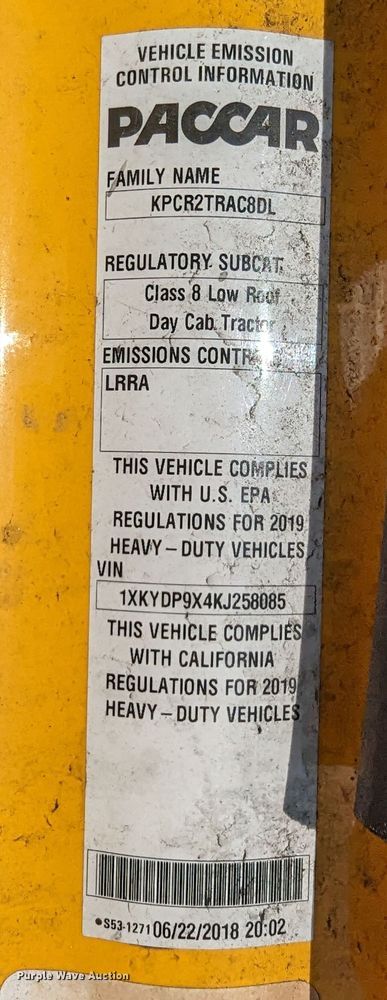 VEHICLE EMISSION
CONTROL INFORMATION
PACCAR
FAMILY NAME
KPCR2TRAC8DL
REGULATORY SUBCAT.
Class 8 Low Roof
Day Cab Tractor
EMISSIONS
LRRA
THIS VEHICLE COMPLIES
WITH U.S. EPA
REGULATIONS FOR 2019
HEAVY – DUTY VEHICLES
VIN
1XKYDP9X4KJ258085
THIS VEHICLE COMPLIES
WITH CALIFORNIA
REGULATIONS FOR 2019
HEAVY – DUTY VEHICLES
•S53-1271 06/22/2018 20:02
Purple Wave Auction